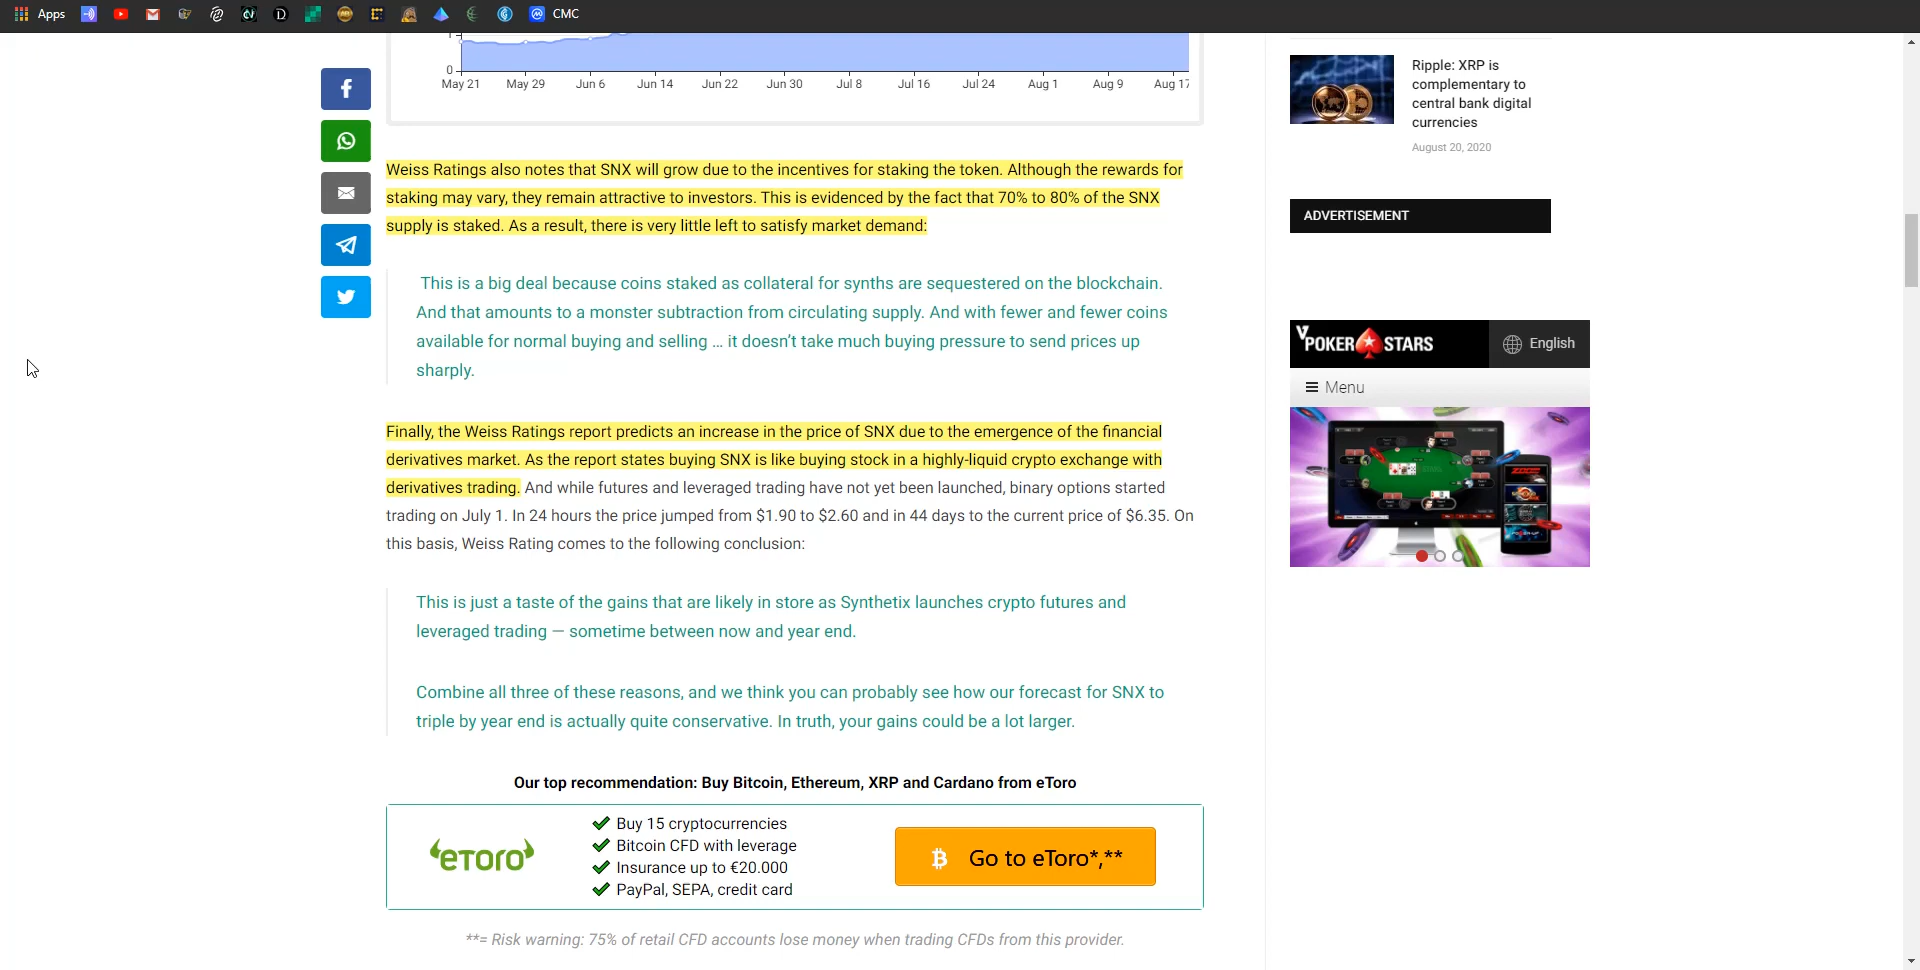 Apps
CMC
1
0
May 21 May 29 Jun 6 Jun 14 Jun 22 Jun 30 Jul 8 Jul 16 Jul 24 Aug 1 Aug 9 Aug 17
Weiss Ratings also notes that SNX will grow due to the incentives for staking the token. Although the rewards for
staking may vary, they remain attractive to investors. This is evidenced by the fact that 70% to 80% of the SNX
supply is staked. As a result, there is very little left to satisfy market demand:
This is a big deal because coins staked as collateral for synths are sequestered on the blockchain.
And that amounts to a monster subtraction from circulating supply. And with fewer and fewer coins
available for normal buying and selling … it doesn’t take much buying pressure to send prices up
sharply.
Finally, the Weiss Ratings report predicts an increase in the price of SNX due to the emergence of the financial
derivatives market. As the report states buying SNX is like buying stock in a highly-liquid crypto exchange with
derivatives trading. And while futures and leveraged trading have not yet been launched, binary options started
trading on July 1. In 24 hours the price jumped from $1.90 to $2.60 and in 44 days to the current price of $6.35. On
this basis, Weiss Rating comes to the following conclusion:
This is just a taste of the gains that are likely in store as Synthetix launches crypto futures and
leveraged trading — sometime between now and year end.
Combine all three of these reasons, and we think you can probably see how our forecast for SNX to
triple by year end is actually quite conservative. In truth, your gains could be a lot larger.
Our top recommendation: Buy Bitcoin, Ethereum, XRP and Cardano from eToro
eToro
Buy 15 cryptocurrencies
Bitcoin CFD with leverage
Insurance up to €20.000
PayPal, SEPA, credit card
Go to eToro*,**
**= Risk warning: 75% of retail CFD accounts lose money when trading CFDs from this provider.
Ripple: XRP is
complementary to
central bank digital
currencies
August 20, 2020
ADVERTISEMENT
POKER STARS
English
Menu